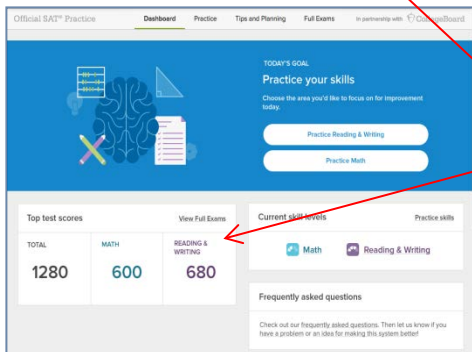 Official SAT® Practice
Dashboard
Practice
Tips and Planning
Full Exams
In partnership with CollegeBoard
TODAY'S GOAL
Practice your skills
Choose the area you'd like to focus on for improvement
today.
Practice Reading & Writing
Practice Math
Top test scores
View Full Exams
TOTAL
1280
MATH
600
READING &
WRITING
680
Current skill levels
Practice skills
Math
Reading & Writing
Frequently asked questions
Check out our frequently asked questions. Then let us know if you
have a problem or an idea for making this system better!